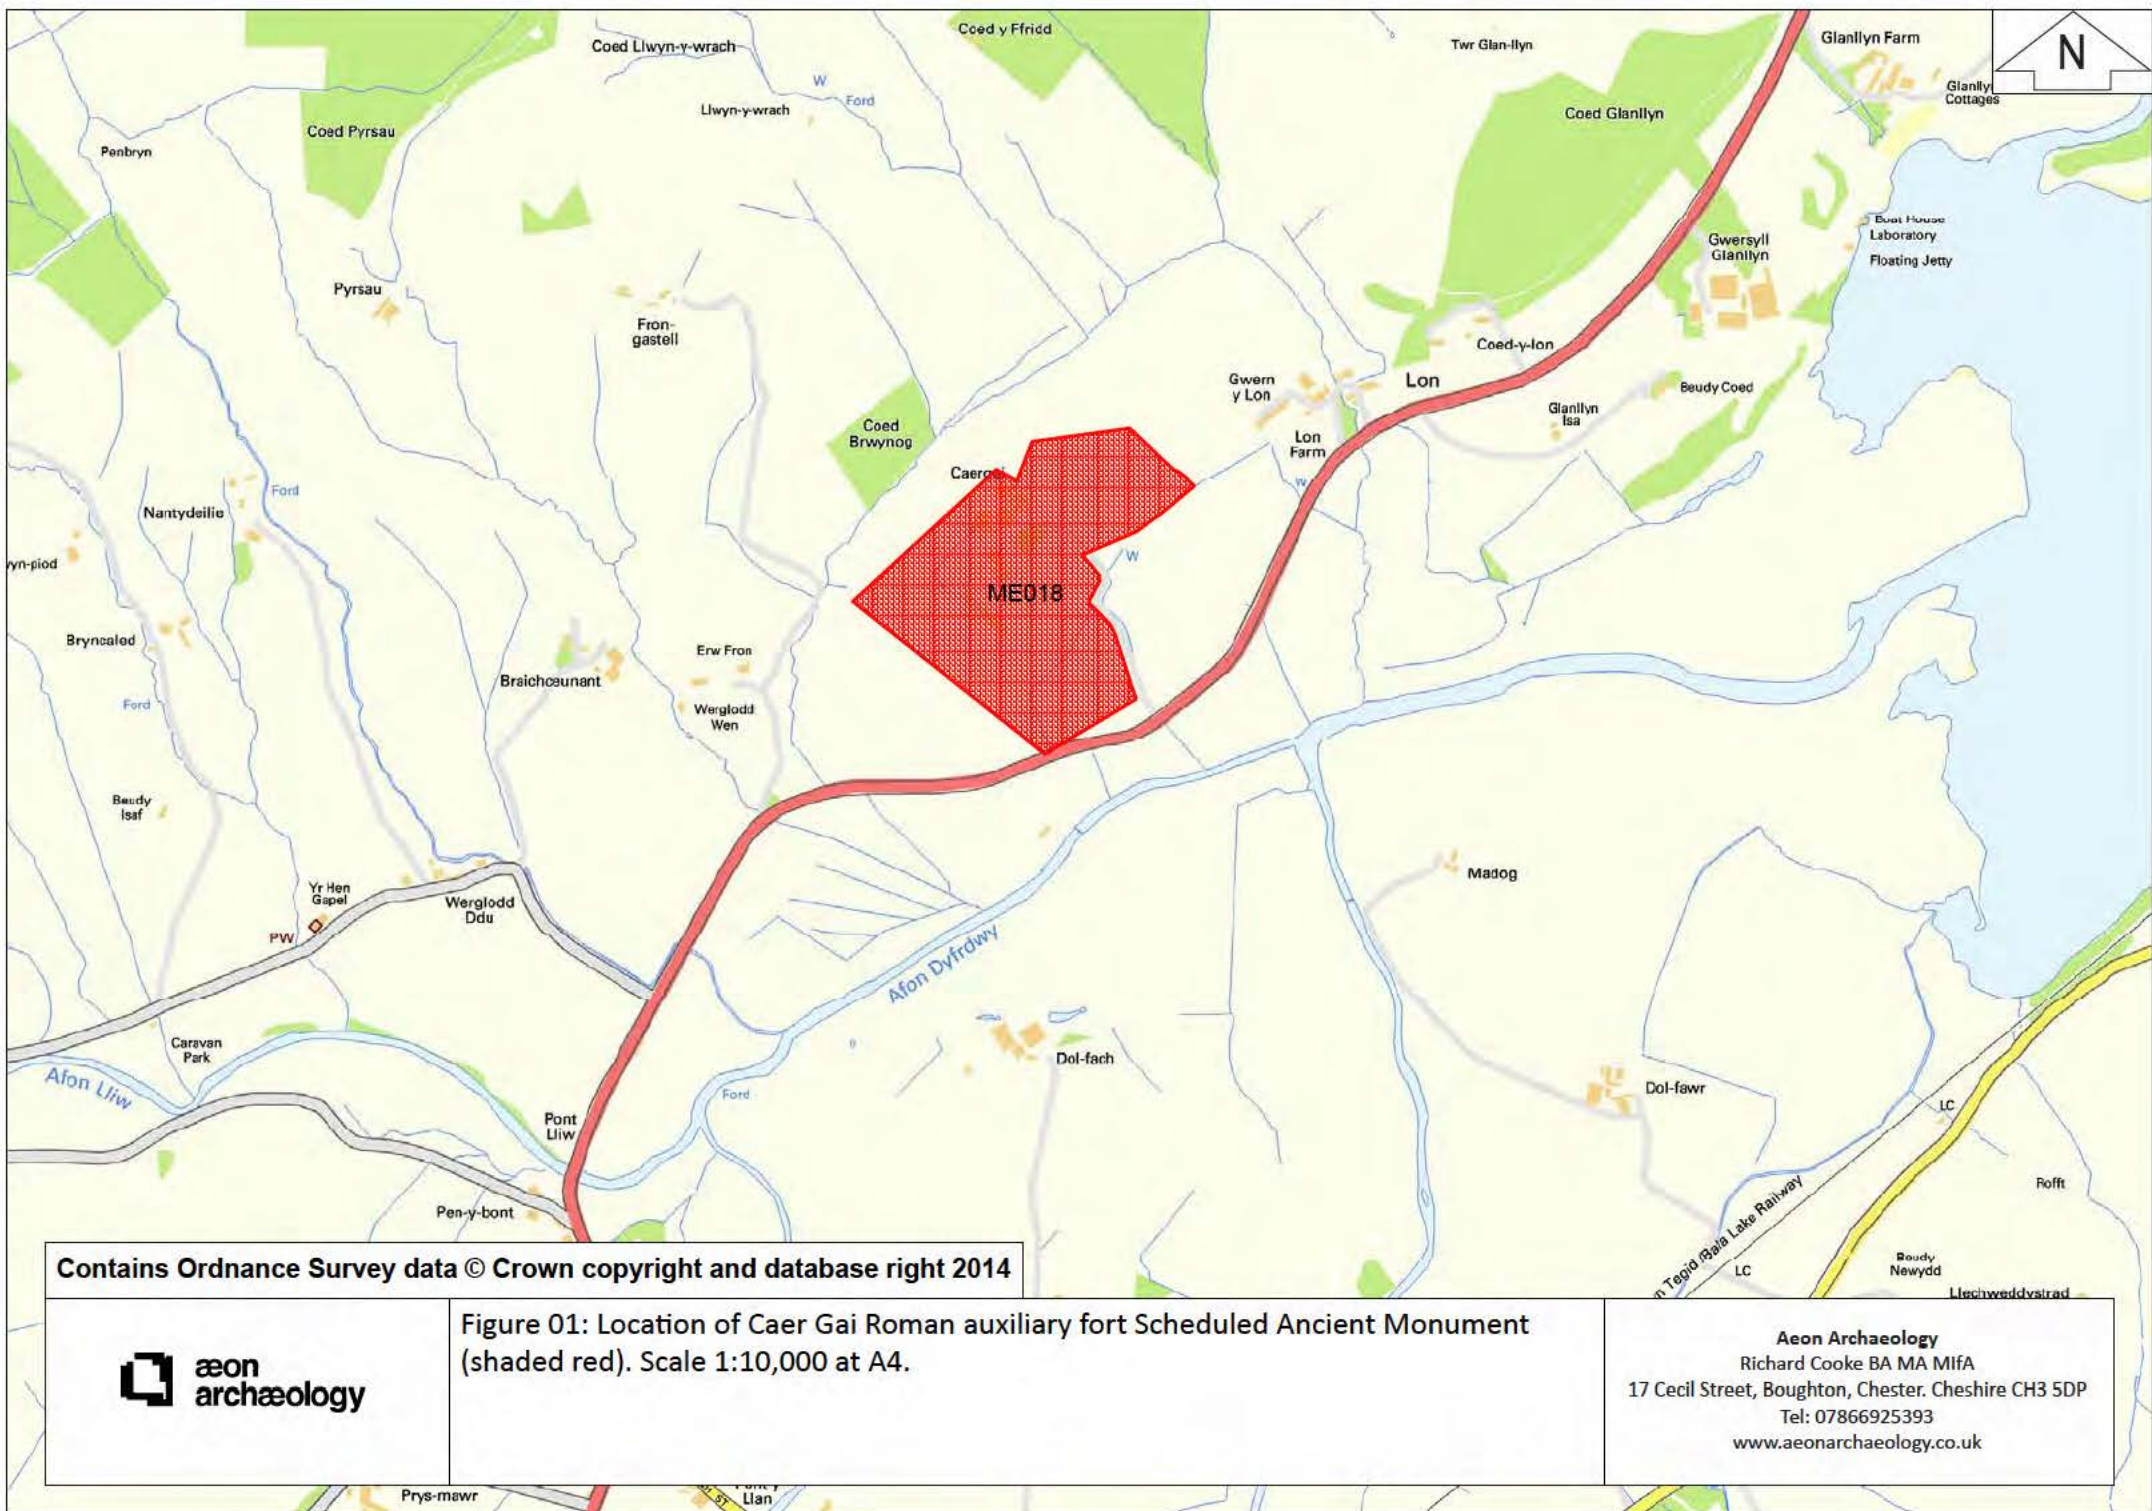 Coed Llwyn-y-wrach
Coed y Ffridd
Twr Glan-llyn
Glanllyn Farm
N
Glanlly
Cottages
W
Ford
Llwyn-y-wrach
Coed Glanllyn
Coed Pyrsau
Penbryn
Boat House
Laboratory
Floating Jetty
Gwersyll
Glanllyn
Pyrsau
Fron-
gastell
Coed-y-lon
Gwern
y Lon
Lon
Beudy Coed
Glanllyn
Isa
Coed
Brwynog
Lon
Farm
Caergai
W
Ford
Nantydeilie
W
yn-piod
ME018
Bryncaled
Erw Fron
Braichceunant
Ford
Werglodd
Wen
Beudy
Isaf
Madog
Yr Hen
Gapel
PW
Werglodd
Ddu
Afon Dyfrdwy
Caravan
Park
Dol-fach
Afon Lliw
Ford
Dol-fawr
LC
Pont
Lliw
Rofft
Pen-y-bont
n Tegid /Bala Lake Railway
LC
Beudy
Newydd
Llechweddystrad
Contains Ordnance Survey data © Crown copyright and database right 2014
æon
archæology
Figure 01: Location of Caer Gai Roman auxiliary fort Scheduled Ancient Monument
(shaded red). Scale 1:10,000 at A4.
Aeon Archaeology
Richard Cooke BA MA MIfA
17 Cecil Street, Boughton, Chester. Cheshire CH3 5DP
Tel: 07866925393
www.aeonarchaeology.co.uk
Prys-mawr
Llan
ST